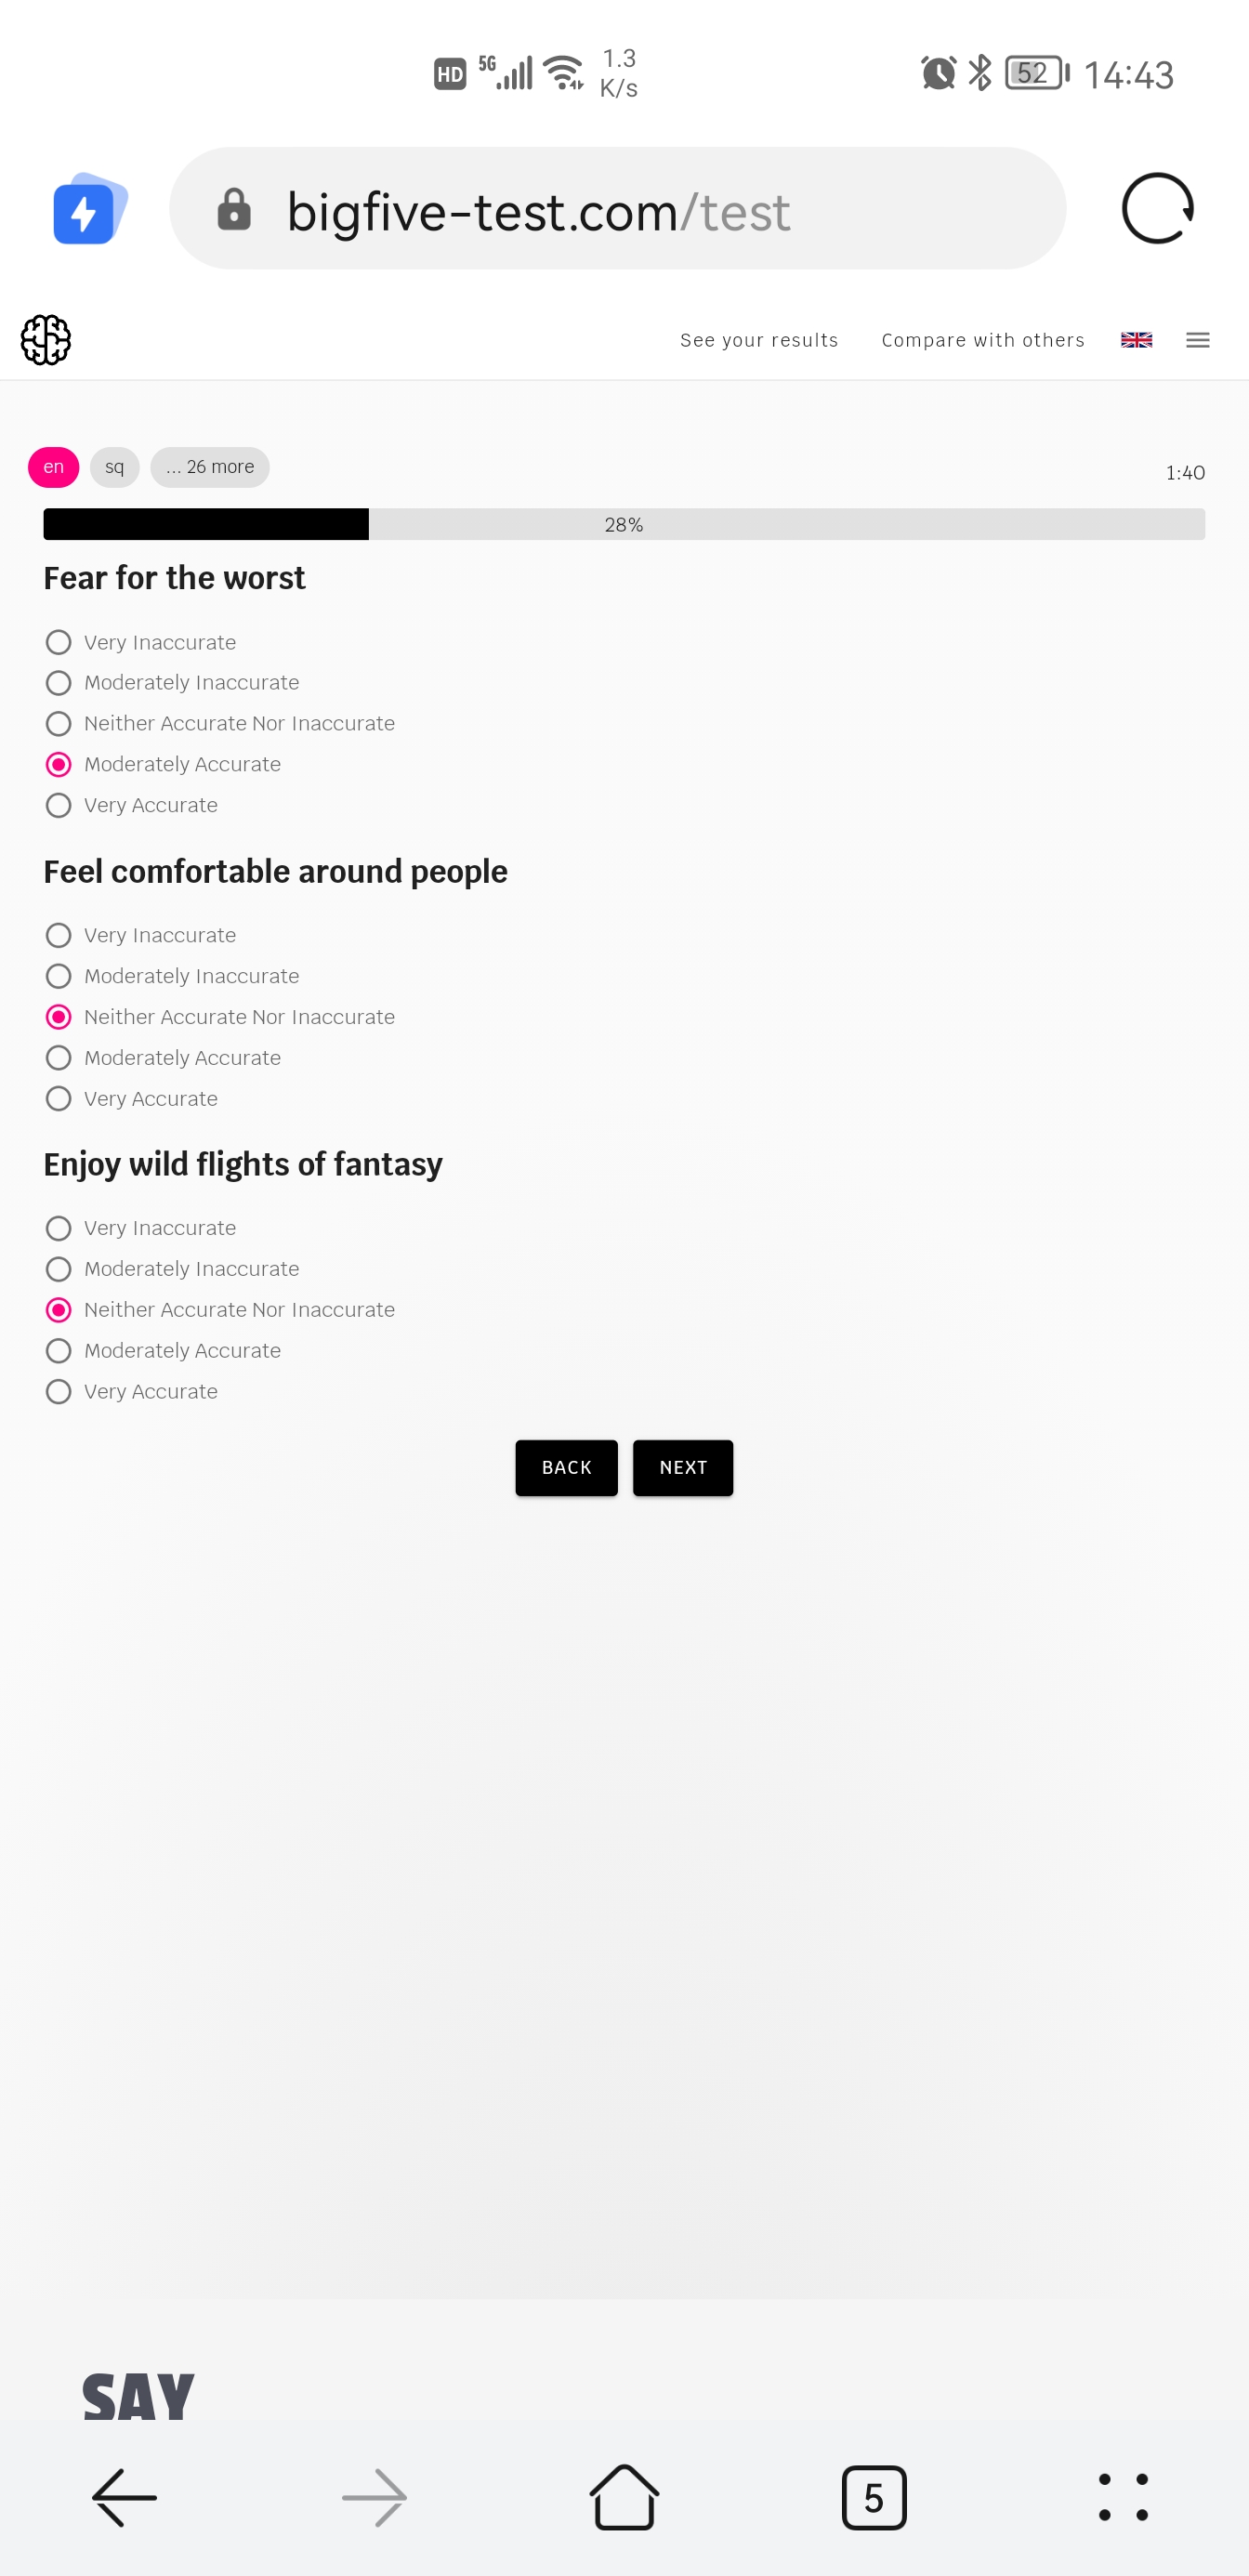 HD 5G 1.3 K/s 52 14:43
bigfive-test.com/test
See your results Compare with others
en sq ... 26 more 1:40
28%
Fear for the worst
Very Inaccurate
Moderately Inaccurate
Neither Accurate Nor Inaccurate
Moderately Accurate
Very Accurate
Feel comfortable around people
Very Inaccurate
Moderately Inaccurate
Neither Accurate Nor Inaccurate
Moderately Accurate
Very Accurate
Enjoy wild flights of fantasy
Very Inaccurate
Moderately Inaccurate
Neither Accurate Nor Inaccurate
Moderately Accurate
Very Accurate
BACK NEXT
SAY
5